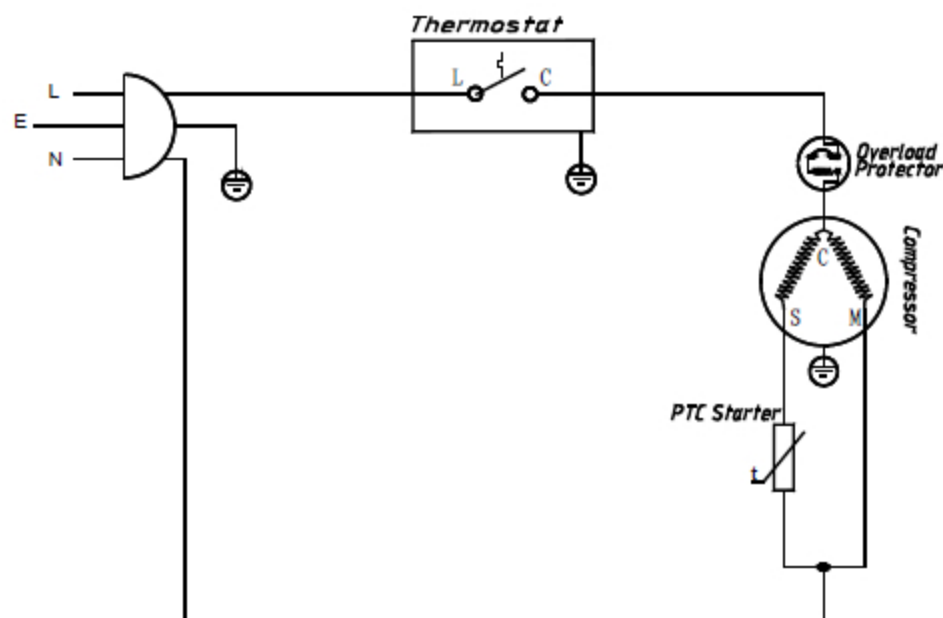 Thermostat
L
L
C
E
N
Overload
Protector
Compressor
C
S
M
PTC Starter
t